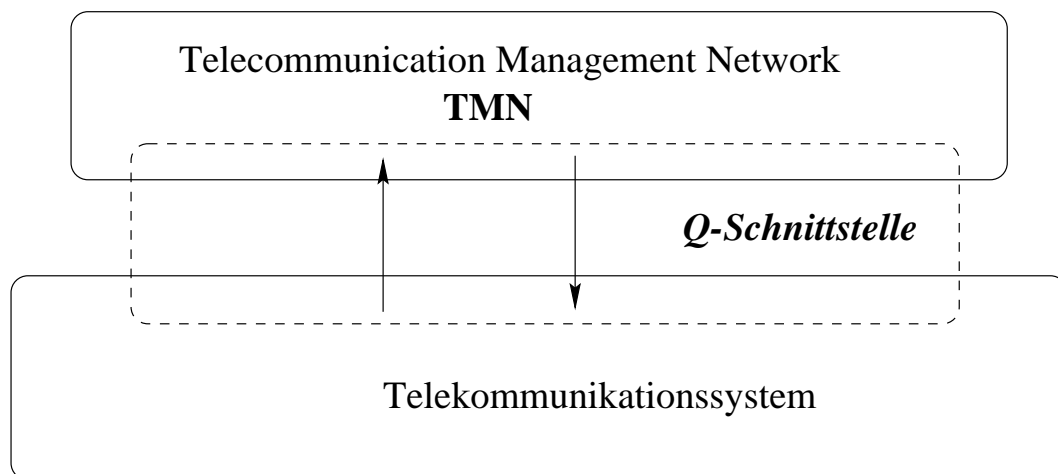 Telecommunication Management Network
TMN
Q-Schnittstelle
Telekommunikationssystem